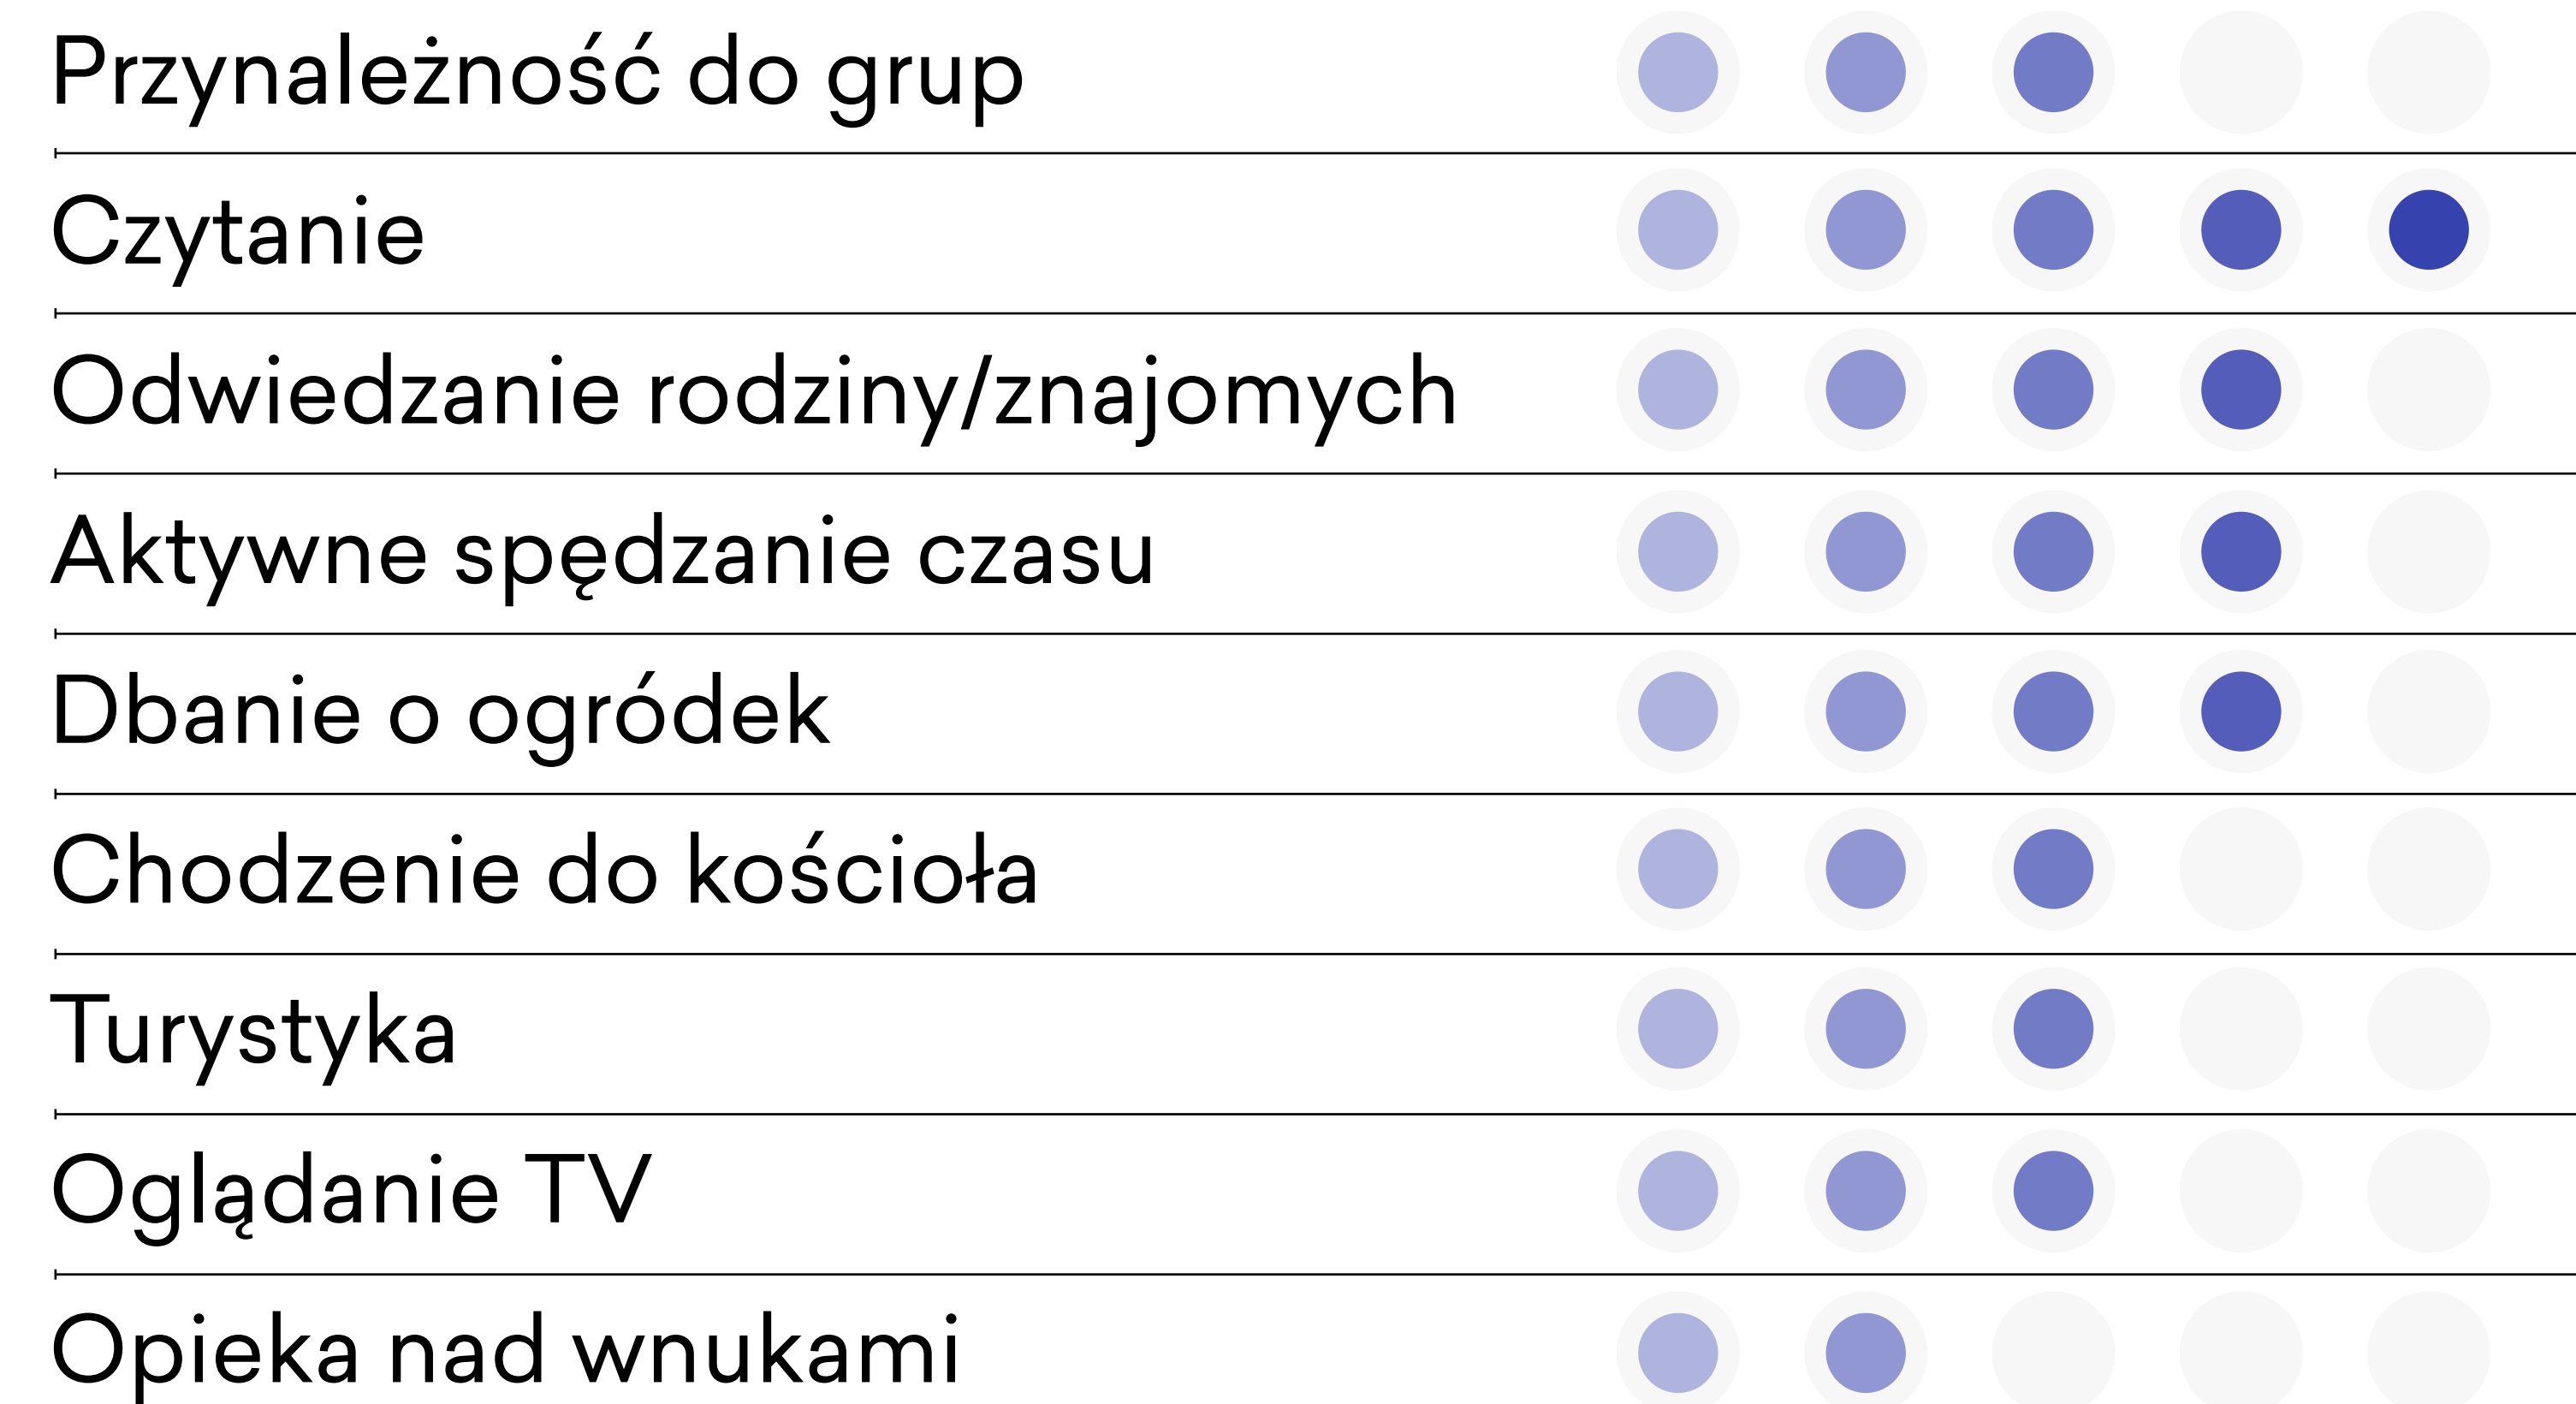 Przynależność do grup
Czytanie
Odwiedzanie rodziny/znajomych
Aktywne spędzanie czasu
Dbanie o ogródek
Chodzenie do kościoła
Turystyka
Oglądanie TV
Opieka nad wnukami